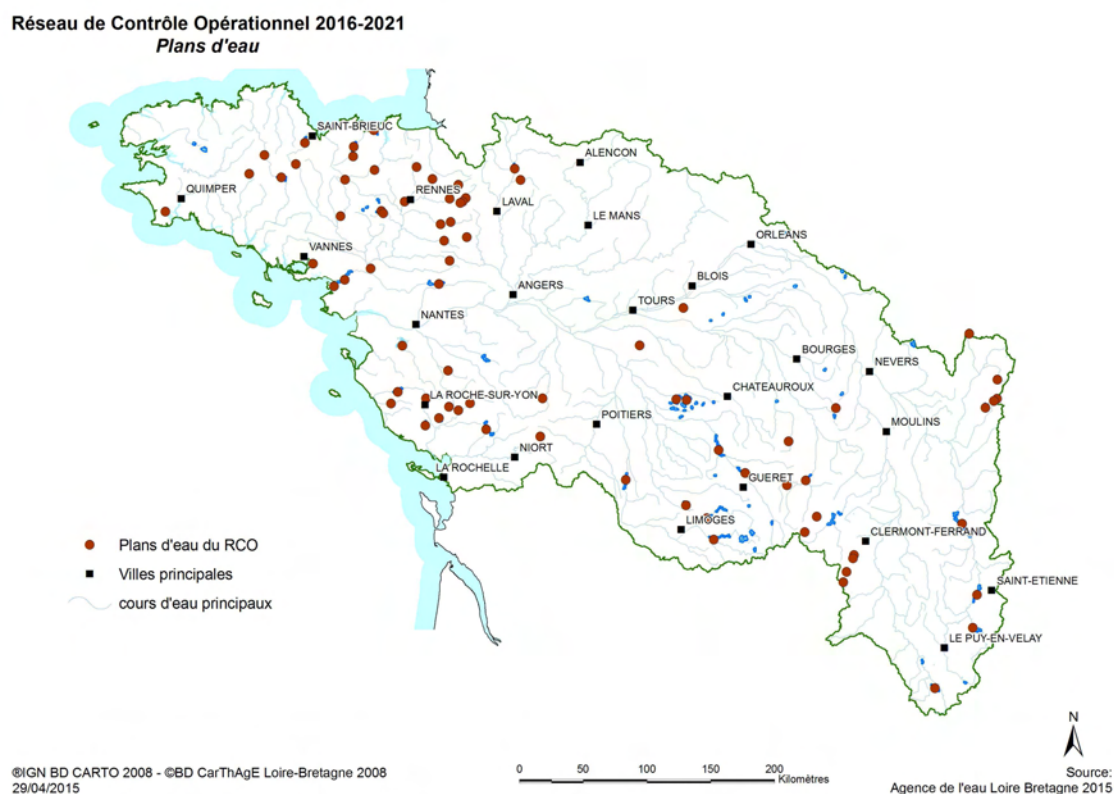 Réseau de Contrôle Opérationnel 2016-2021
Plans d'eau
SAINT-BRIEUC
ALENCON
QUIMPER
RENNES
LAVAL
LE MANS
ORLEANS
VANNES
BLOIS
ANGERS
TOURS
NANTES
BOURGES
NEVERS
CHATEAUROUX
LA ROCHE-SUR-YON
POITIERS
MOULINS
NIORT
LA ROCHELLE
GUERET
LIMOGES
CLERMONT-FERRAND
SAINT-ETIENNE
LE PUY-EN-VELAY
Plans d'eau du RCO
Villes principales
cours d'eau principaux
N
0 50 100 150 200
Kilomètres
®IGN BD CARTO 2008 - ©BD CarThAgE Loire-Bretagne 2008
29/04/2015
Source:
Agence de l'eau Loire Bretagne 2015